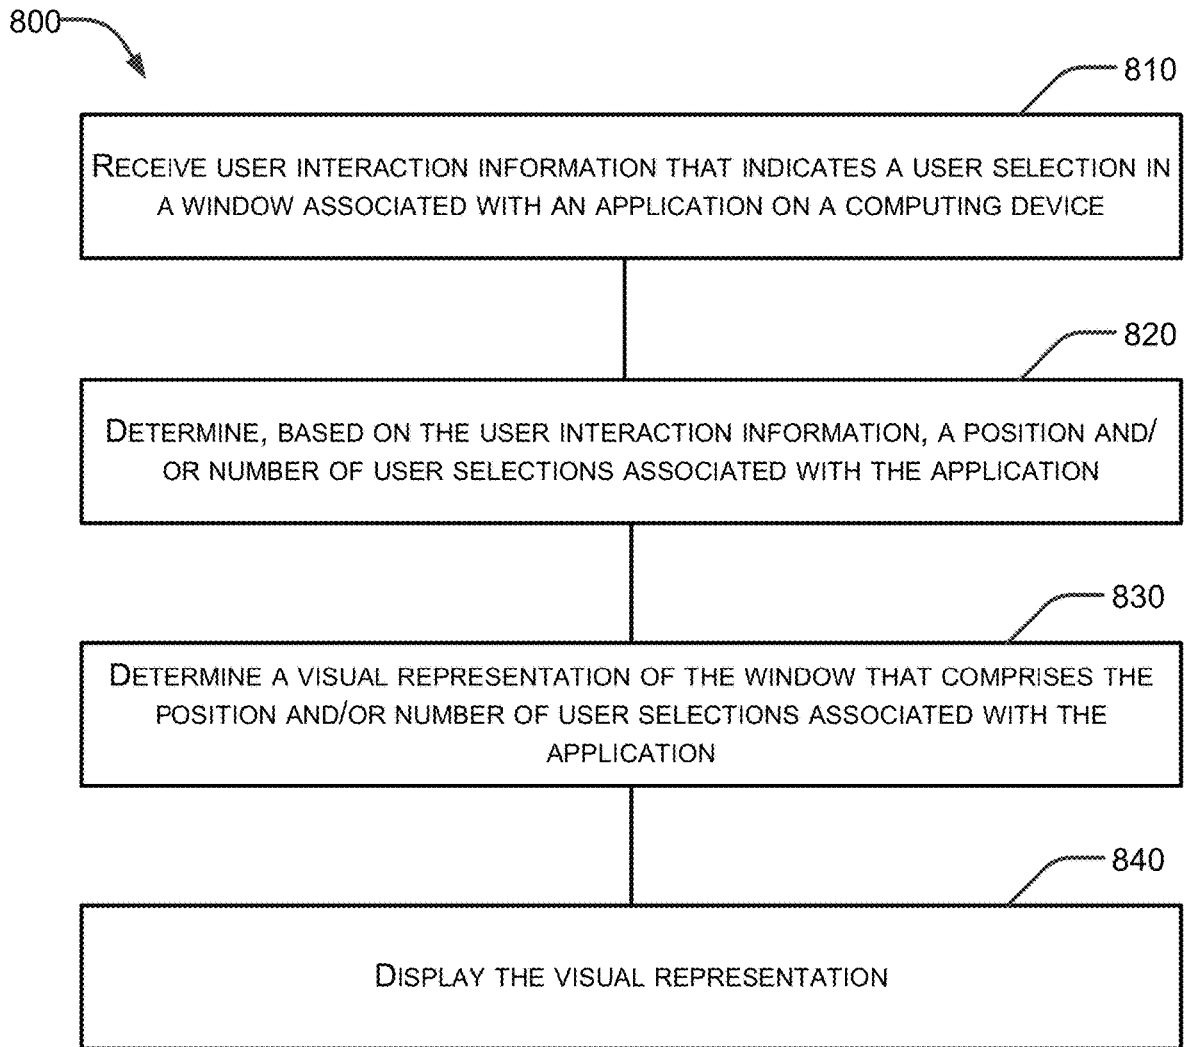 800
810
RECEIVE USER INTERACTION INFORMATION THAT INDICATES A USER SELECTION IN
A WINDOW ASSOCIATED WITH AN APPLICATION ON A COMPUTING DEVICE
820
DETERMINE, BASED ON THE USER INTERACTION INFORMATION, A POSITION AND/
OR NUMBER OF USER SELECTIONS ASSOCIATED WITH THE APPLICATION
830
DETERMINE A VISUAL REPRESENTATION OF THE WINDOW THAT COMPRISES THE
POSITION AND/OR NUMBER OF USER SELECTIONS ASSOCIATED WITH THE
APPLICATION
840
DISPLAY THE VISUAL REPRESENTATION